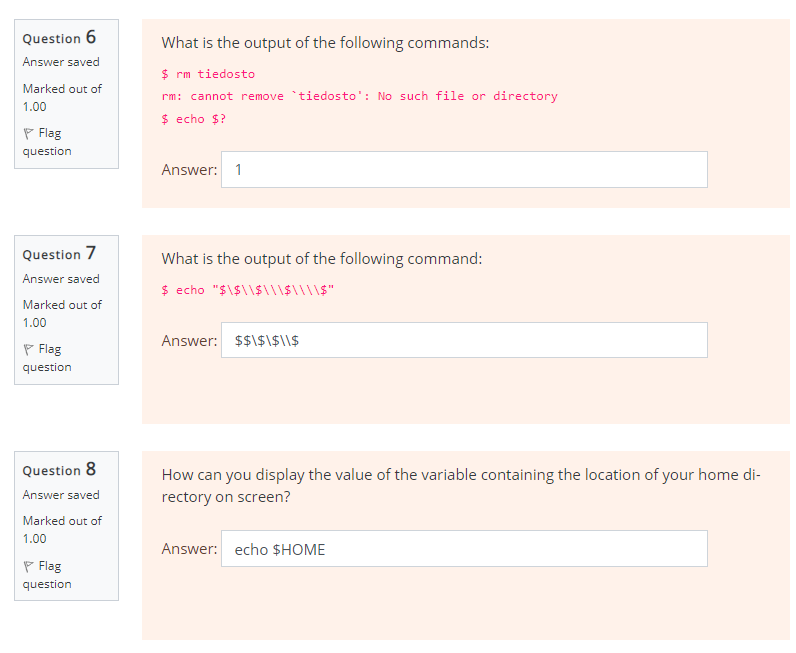 Question 6
Answer saved
Marked out of
1.00
Flag
question
What is the output of the following commands:
$ rm tiedosto
rm: cannot remove `tiedosto': No such file or directory
$ echo $?
Answer: 1
Question 7
Answer saved
Marked out of
1.00
Flag
question
What is the output of the following command:
$ echo "$\$\\$\\\$\\\\$"
Answer: $$\$\$\\$
Question 8
Answer saved
Marked out of
1.00
Flag
question
How can you display the value of the variable containing the location of your home di-
rectory on screen?
Answer: echo $HOME